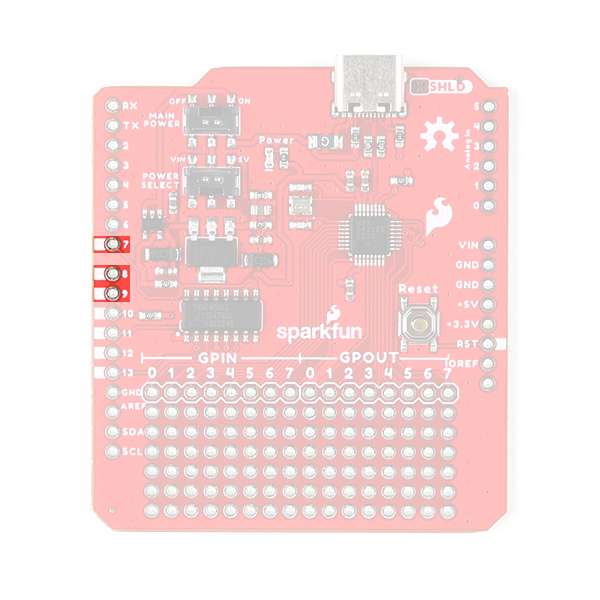 SHLD
OFF ON
MAIN
POWER
Power
VIN 5V
POWER
SELECT
RX
TX
2
3
4
5
6
7
8
9
10
11
12
13
GND
AREF
SDA
SCL
Analog In
5
4
3
2
1
0
VIN
GND
GND
+5V
+3.3V
RST
IOREF
Reset
sparkfun
GPIN GPOUT
0 1 2 3 4 5 6 7 0 1 2 3 4 5 6 7